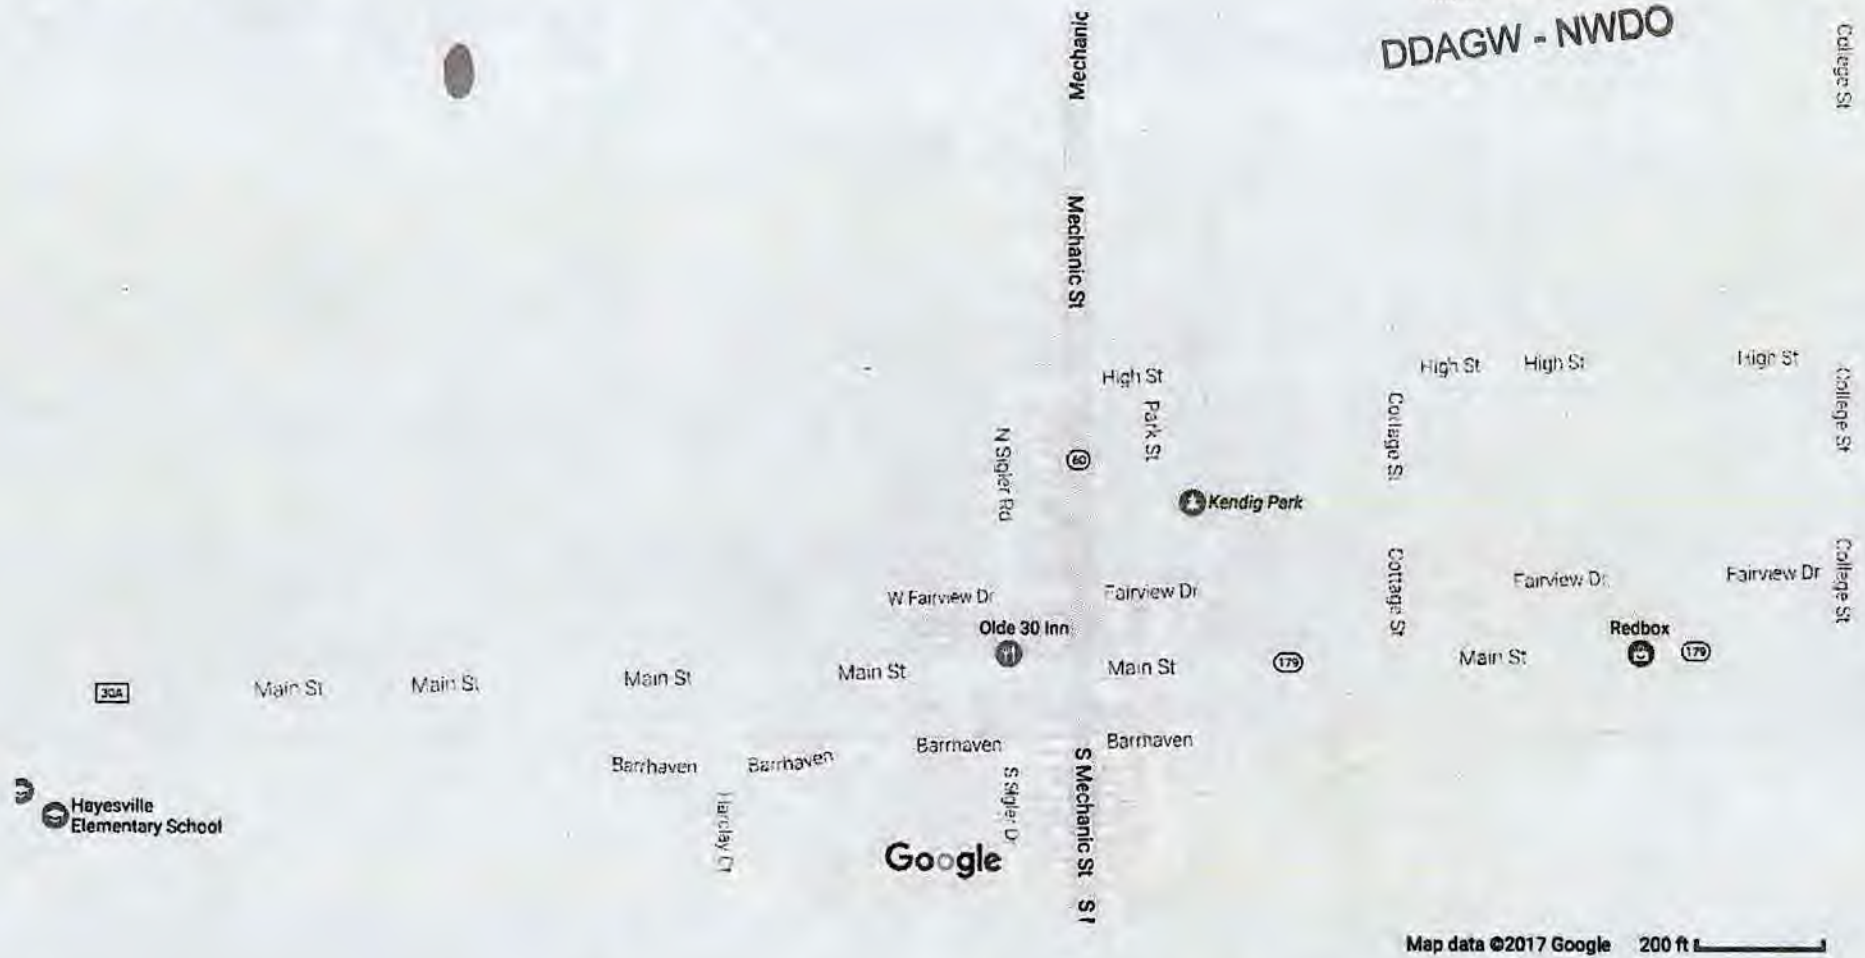 Mechanic
DDAGW - NWDO
College St
Mechanic St
High St
High St
High St
High St
Park St
Cottage St
College St
N Sigler Rd
60
Kendig Park
Cottage St
College St
W Fairview Dr
Fairview Dr
Fairview Dr
Fairview Dr
Olde 30 Inn
Redbox
30A
Main St
Main St
Main St
Main St
Main St
179
Main St
179
Barrhaven
Barrhaven
Barrhaven
Barrhaven
S Sigler Dr
S Mechanic St
Hayesville
Elementary School
Google
Map data ©2017 Google
200 ft